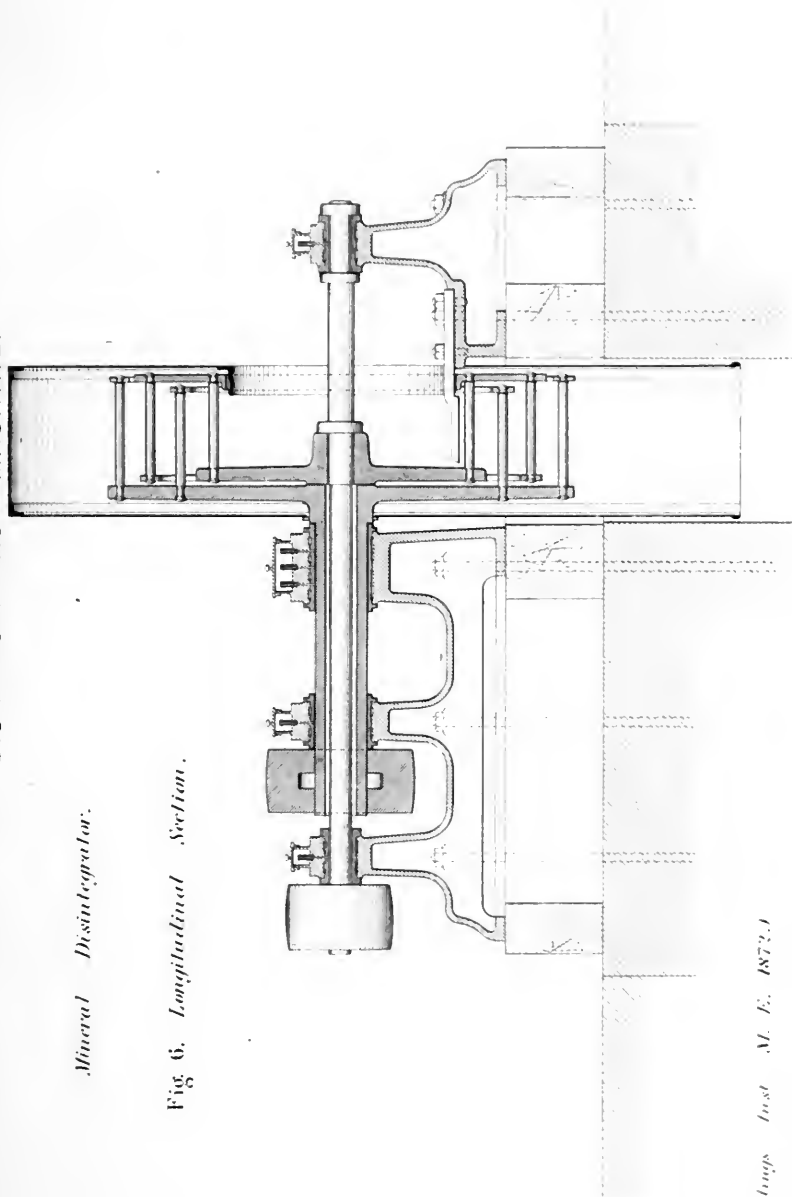 Mineral Disintegrator.
Fig. 6. Longitudinal Section.
Inst M. E. 1872.)